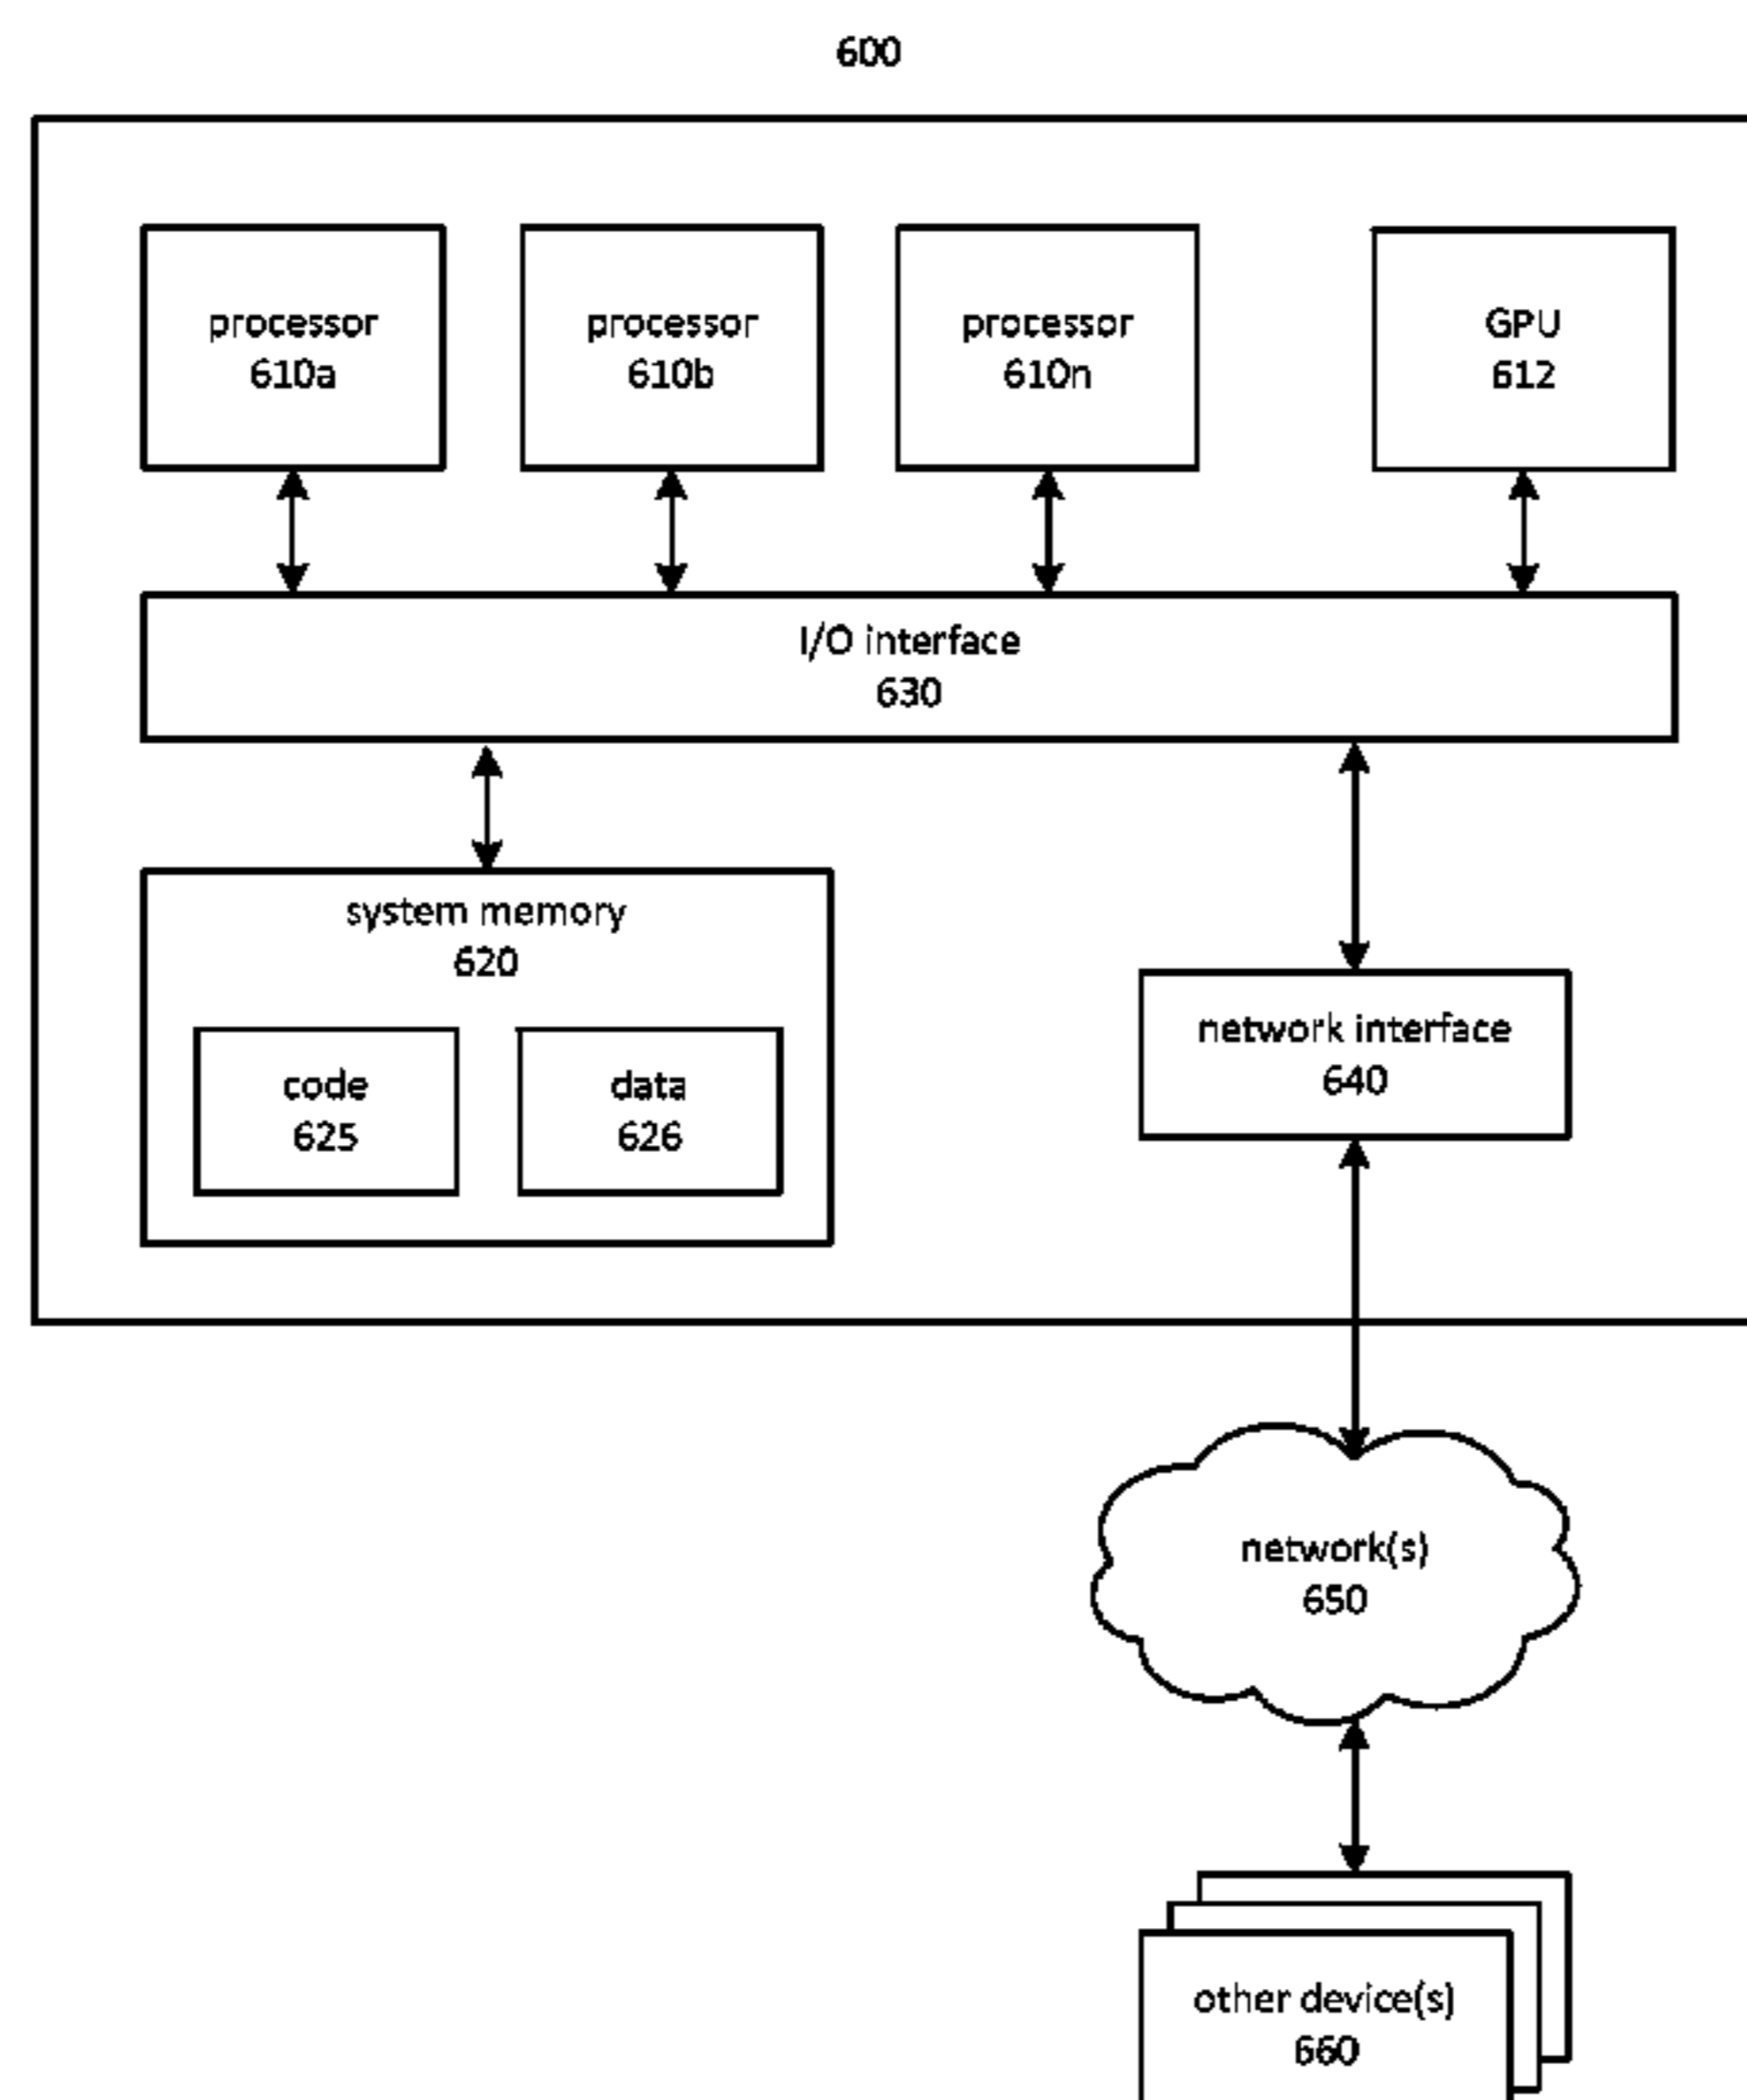 600
processor
610a
processor
610b
processor
610n
GPU
612
I/O interface
630
system memory
620
code
625
data
626
network interface
640
network(s)
650
other device(s)
660